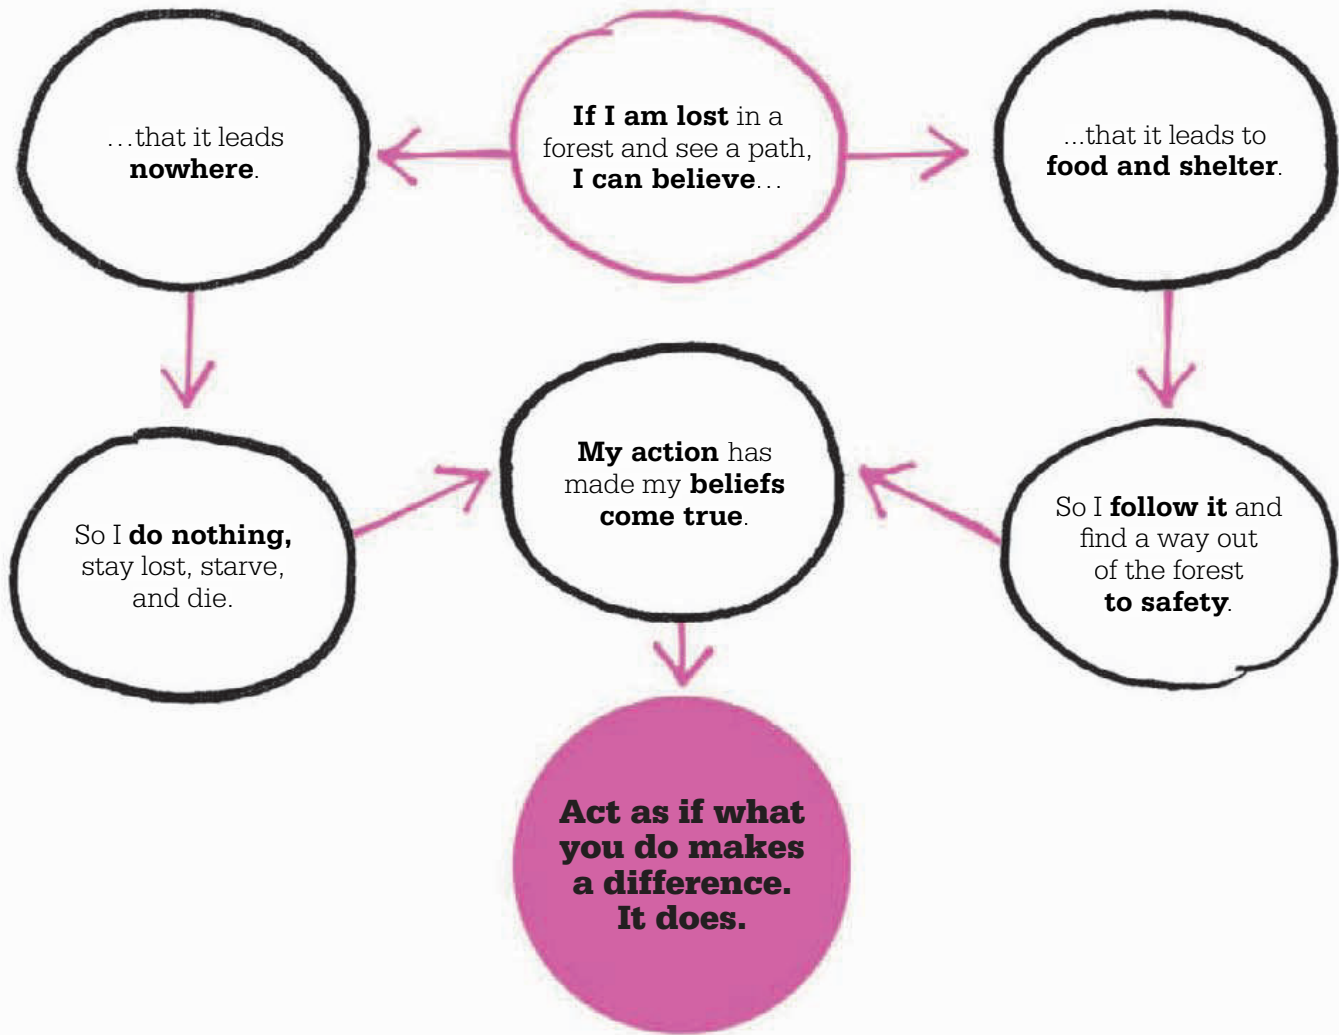 If I am lost in a
forest and see a path,
I can believe…
…that it leads
nowhere.
…that it leads to
food and shelter.
So I do nothing,
stay lost, starve,
and die.
So I follow it and
find a way out
of the forest
to safety.
My action has
made my beliefs
come true.
Act as if what
you do makes
a difference.
It does.